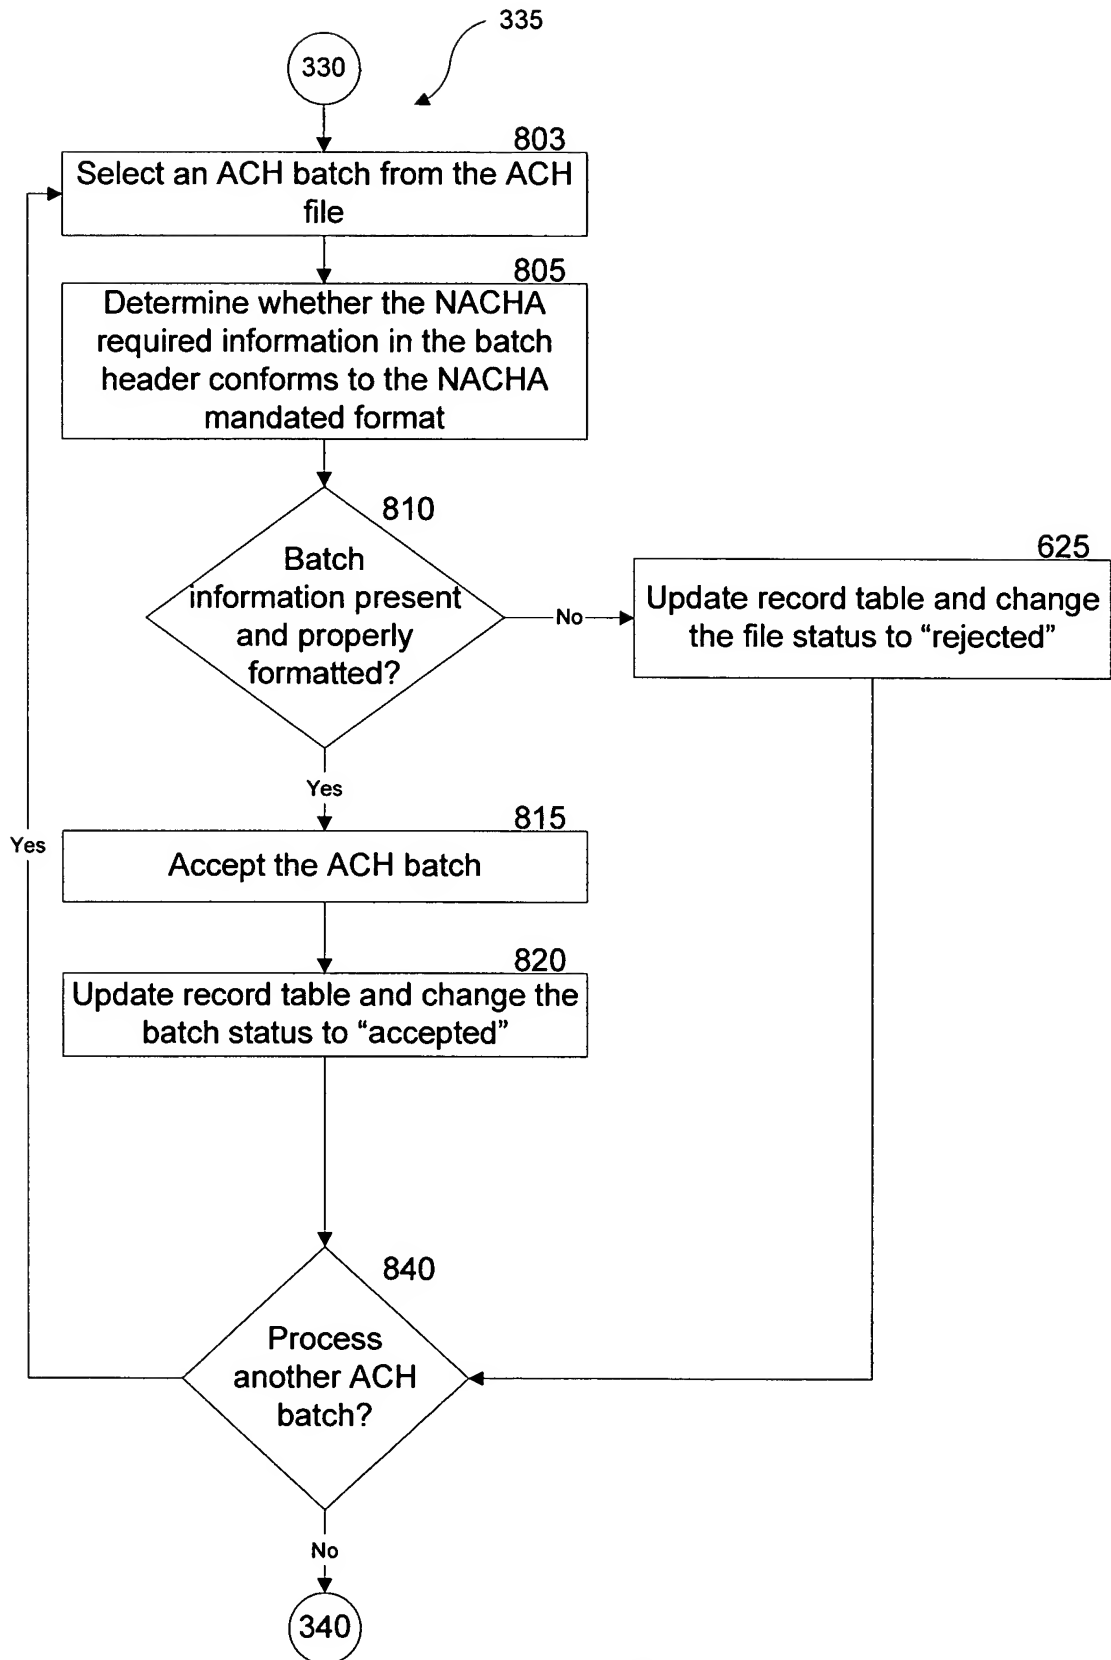 335
330
803
Select an ACH batch from the ACH
file
805
Determine whether the NACHA
required information in the batch
header conforms to the NACHA
mandated format
810
Batch
information present
and properly
formatted?
No
625
Update record table and change
the file status to “rejected”
Yes
815
Accept the ACH batch
Yes
820
Update record table and change the
batch status to “accepted”
840
Process
another ACH
batch?
No
340